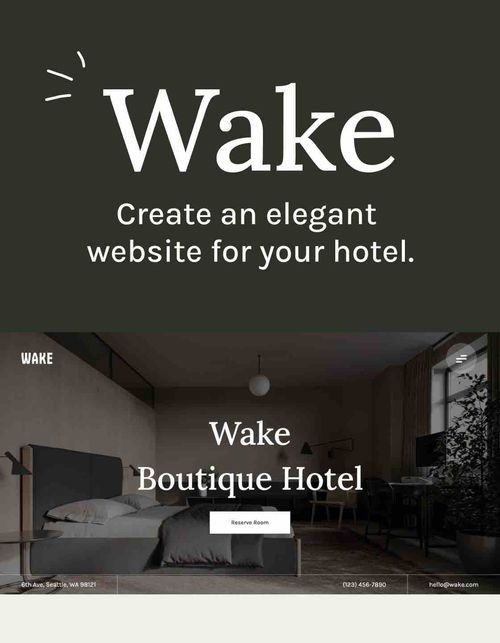 Wake
Create an elegant
website for your hotel.
WAKE
Wake
Boutique Hotel
Reserve Room
6th Ave, Seattle, WA 98121
(123) 456-7890
hello@wake.com